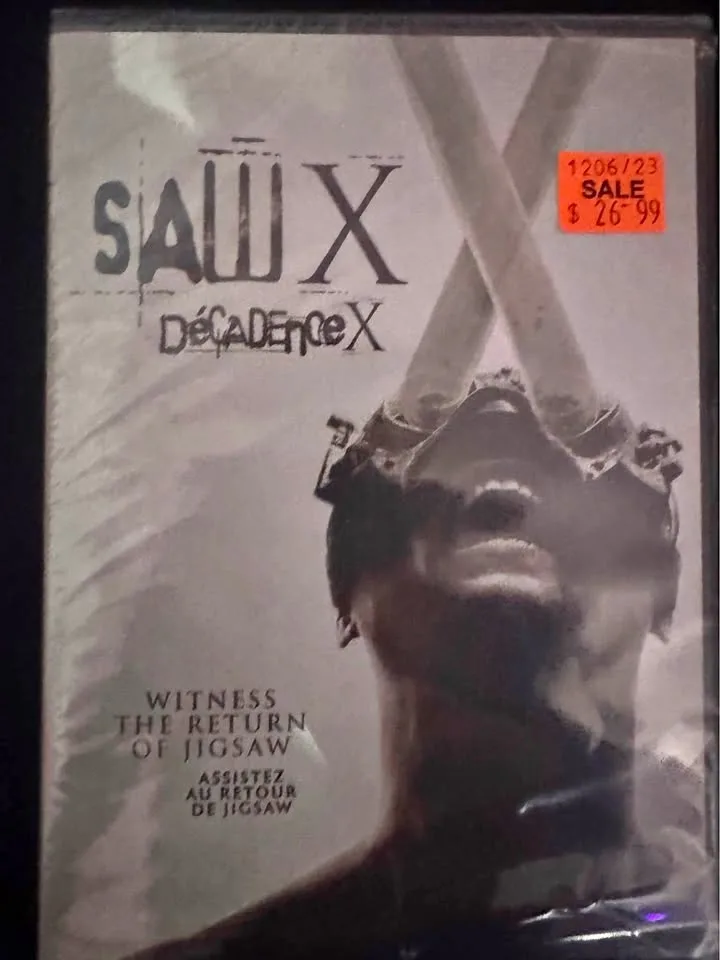 SAW X
DÉCADENCE X
1206/23
SALE
$ 26-99
WITNESS
THE RETURN
OF JIGSAW
ASSISTEZ
AU RETOUR
DE JIGSAW